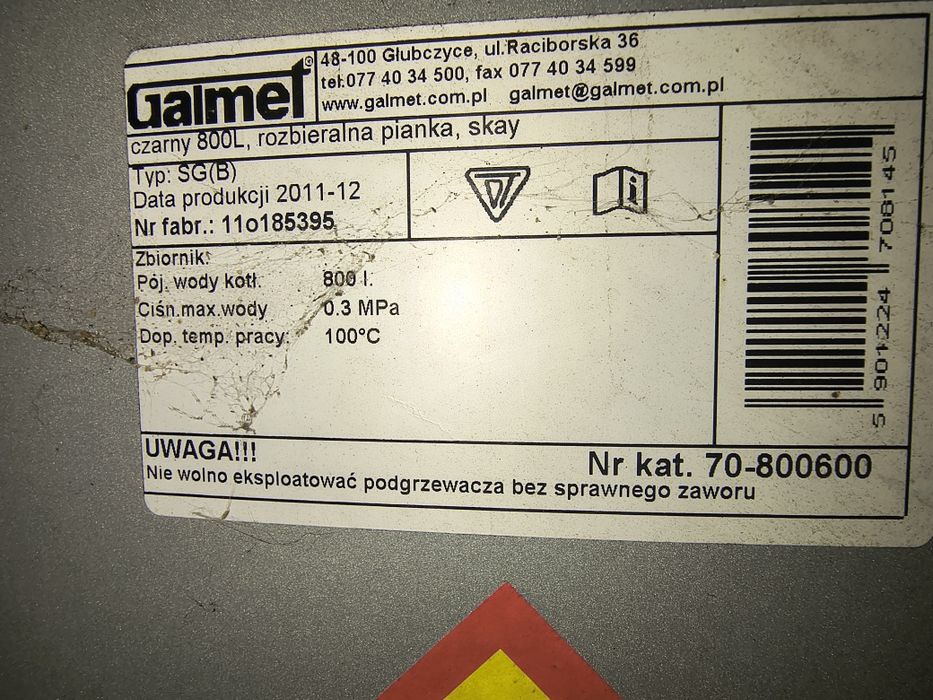 Galmet®
48-100 Głubczyce, ul.Raciborska 36
tel.077 40 34 500, fax 077 40 34 599
www.galmet.com.pl galmet@galmet.com.pl
czarny 800L, rozbieralna pianka, skay
Typ: SG(B)
Data produkcji 2011-12
Nr fabr.: 11o185395
Zbiornik:
Poj. wody kotł. 800 l.
Ciśn.max.wody 0.3 MPa
Dop. temp. pracy: 100°C
5 901224 708145
UWAGA!!!
Nr kat. 70-800600
Nie wolno eksploatować podgrzewacza bez sprawnego zaworu